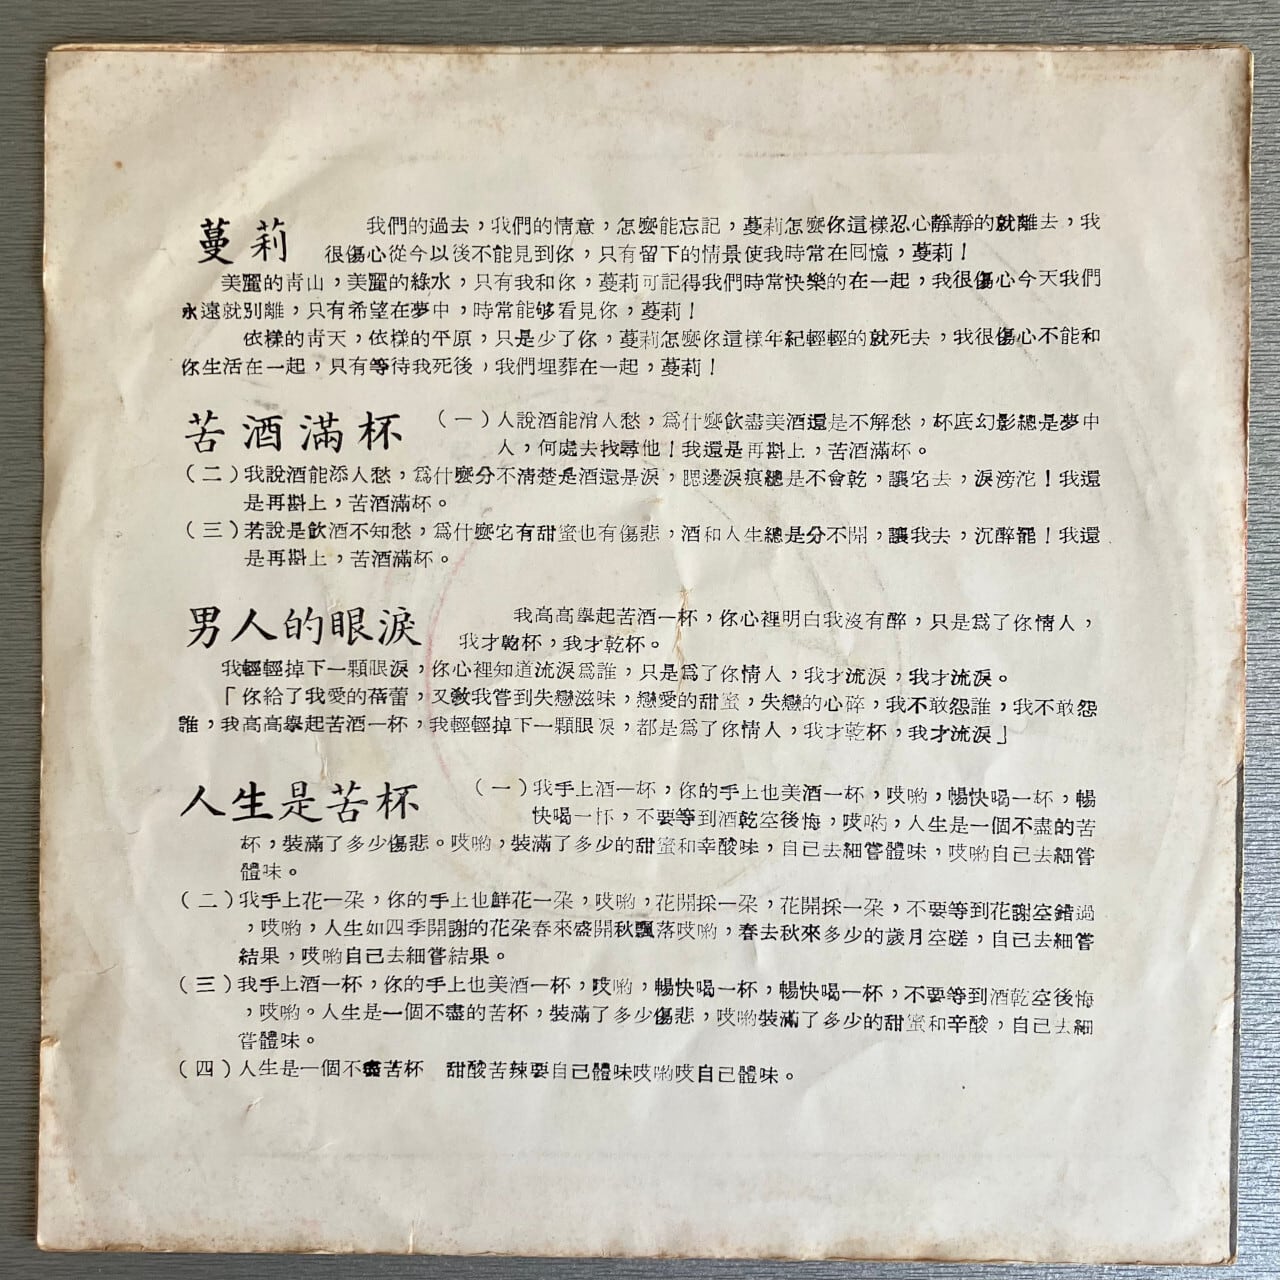 蔓莉　我們的過去，我們的情意，怎麼能忘記，蔓莉怎麼你這樣忍心靜靜的就離去，我
很傷心從今以後不能見到你，只有留下的情景使我時常在回憶，蔓莉！
美麗的靑山，美麗的綠水，只有我和你，蔓莉可記得我們時常快樂的在一起，我很傷心今天我們
永遠就別離，只有希望在夢中，時常能够看見你，蔓莉！
依樣的靑天，依樣的平原，只是少了你，蔓莉怎麼你這樣年紀輕輕的就死去，我很傷心不能和
你生活在一起，只有等待我死後，我們埋葬在一起，蔓莉！
苦酒滿杯　（一）人說酒能消人愁，爲什麼飮盡美酒還是不解愁，杯底幻影總是夢中
人，何處去找尋他！我還是再斟上，苦酒滿杯。
（二）我說酒能添人愁，爲什麼分不清楚是酒還是淚，腮邊淚痕總是不會乾，讓它去，淚滂沱！我還
是再斟上，苦酒滿杯。
（三）若說是飮酒不知愁，爲什麼它有甜蜜也有傷悲，酒和人生總是分不開，讓我去，沉醉罷！我還
是再斟上，苦酒滿杯。
男人的眼淚　我高高擧起苦酒一杯，你心裡明白我沒有醉，只是爲了你情人，
我才乾杯，我才乾杯。
我輕輕掉下一顆眼淚，你心裡知道流淚爲誰，只是爲了你情人，我才流淚，我才流淚。
「你給了我愛的蓓蕾，又敎我嘗到失戀滋味，戀愛的甜蜜，失戀的心碎，我不敢怨誰，我不敢怨
誰，我高高擧起苦酒一杯，我輕輕掉下一顆眼淚，都是爲了你情人，我才乾杯，我才流淚」
人生是苦杯　（一）我手上酒一杯，你的手上也美酒一杯，哎喲，暢快喝一杯，暢
快喝一杯，不要等到酒乾空後悔，哎喲，人生是一個不盡的苦
杯，裝滿了多少傷悲。哎喲，裝滿了多少的甜蜜和辛酸味，自己去細嘗體味，哎喲自己去細嘗
體味。
（二）我手上花一朶，你的手上也鮮花一朶，哎喲，花開採一朶，花開採一朶，不要等到花謝空錯過
，哎喲，人生如四季開謝的花朶春來盛開秋飄落哎喲，春去秋來多少的歲月空蹉，自己去細嘗
結果，哎喲自己去細嘗結果。
（三）我手上酒一杯，你的手上也美酒一杯，哎喲，暢快喝一杯，暢快喝一杯，不要等到酒乾空後悔
，哎喲。人生是一個不盡的苦杯，裝滿了多少傷悲，哎喲裝滿了多少的甜蜜和辛酸，自己去細
嘗體味。
（四）人生是一個不盡苦杯　甜酸苦辣要自己體味哎喲哎自己體味。